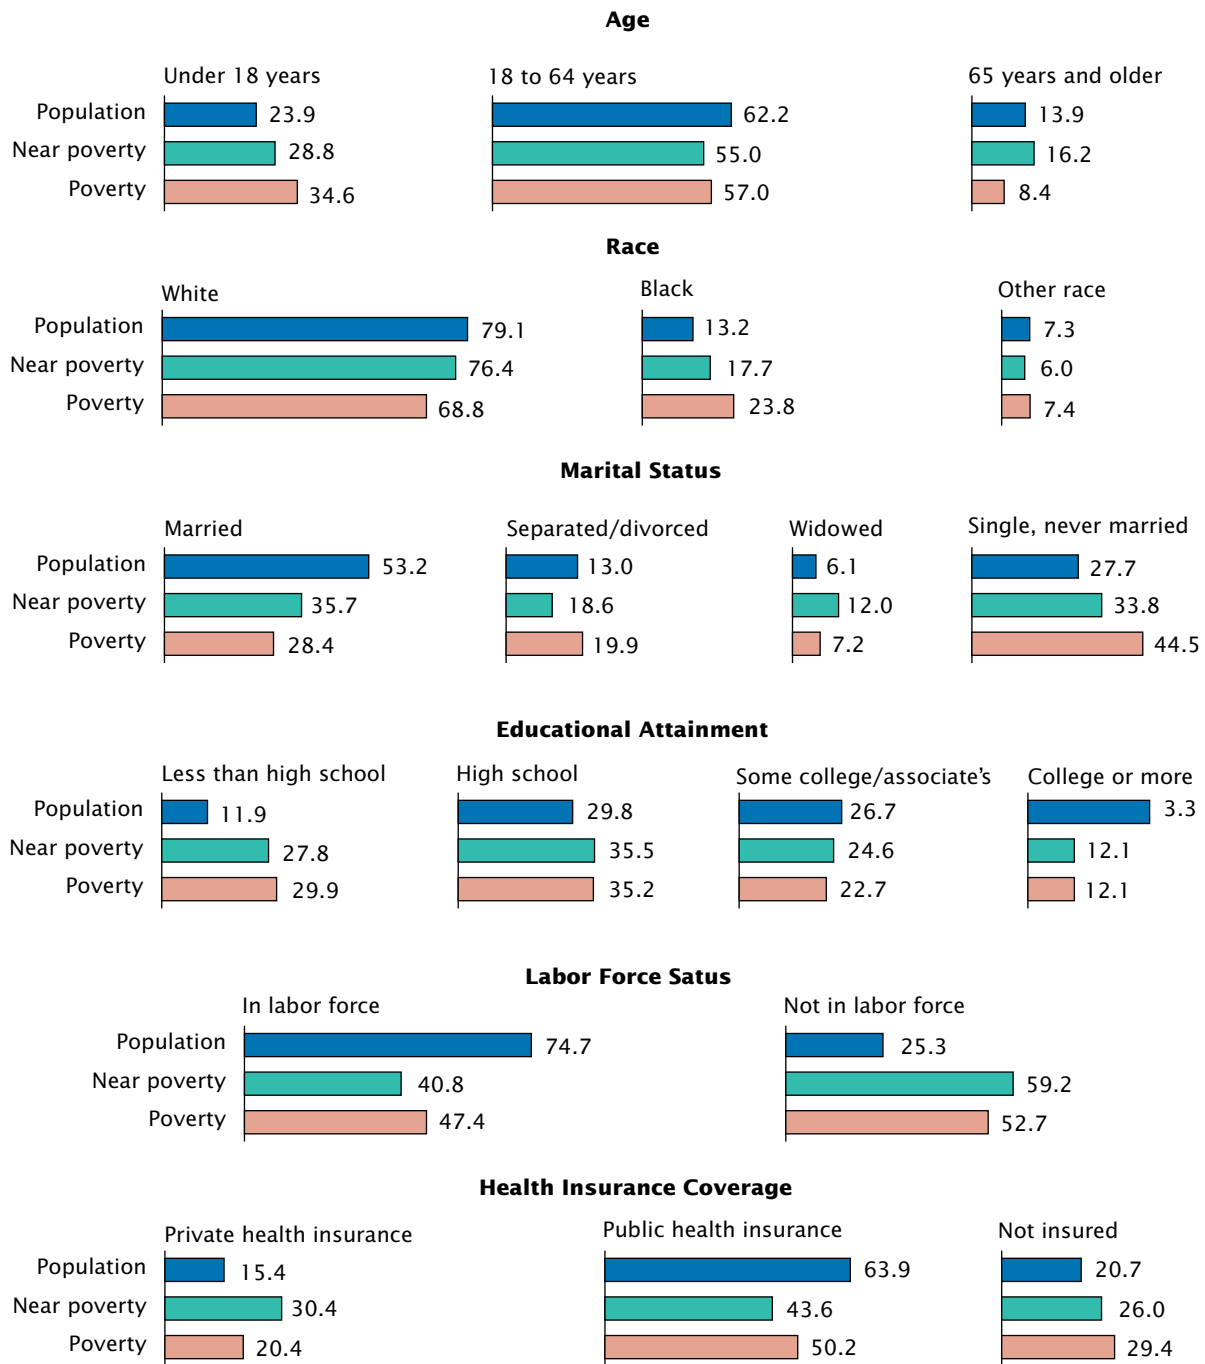 Age
Under 18 years 18 to 64 years 65 years and older
Population 23.9 62.2 13.9
Near poverty 28.8 55.0 16.2
Poverty 34.6 57.0 8.4
Race
White Black Other race
Population 79.1 13.2 7.3
Near poverty 76.4 17.7 6.0
Poverty 68.8 23.8 7.4
Marital Status
Married Separated/divorced Widowed Single, never married
Population 53.2 13.0 6.1 27.7
Near poverty 35.7 18.6 12.0 33.8
Poverty 28.4 19.9 7.2 44.5
Educational Attainment
Less than high school High school Some college/associate's College or more
Population 11.9 29.8 26.7 3.3
Near poverty 27.8 35.5 24.6 12.1
Poverty 29.9 35.2 22.7 12.1
Labor Force Satus
In labor force Not in labor force
Population 74.7 25.3
Near poverty 40.8 59.2
Poverty 47.4 52.7
Health Insurance Coverage
Private health insurance Public health insurance Not insured
Population 15.4 63.9 20.7
Near poverty 30.4 43.6 26.0
Poverty 20.4 50.2 29.4